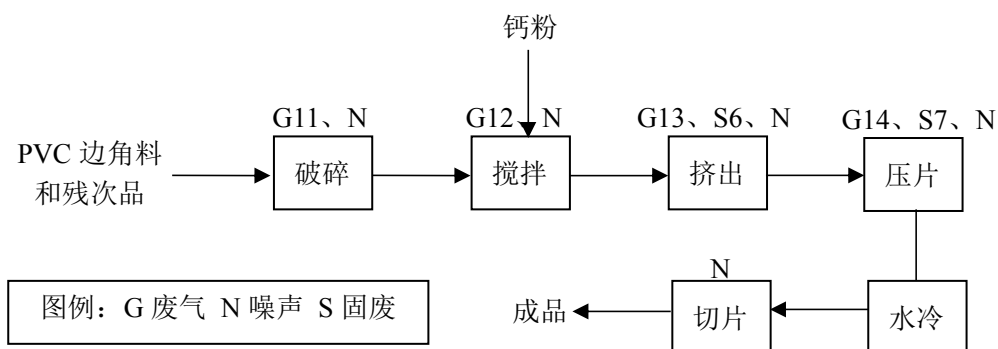 钙粉
G11、N
G12、N
G13、S6、N
G14、S7、N
PVC 边角料
和残次品
破碎
搅拌
挤出
压片
N
图例：G 废气 N 噪声 S 固废
成品
切片
水冷